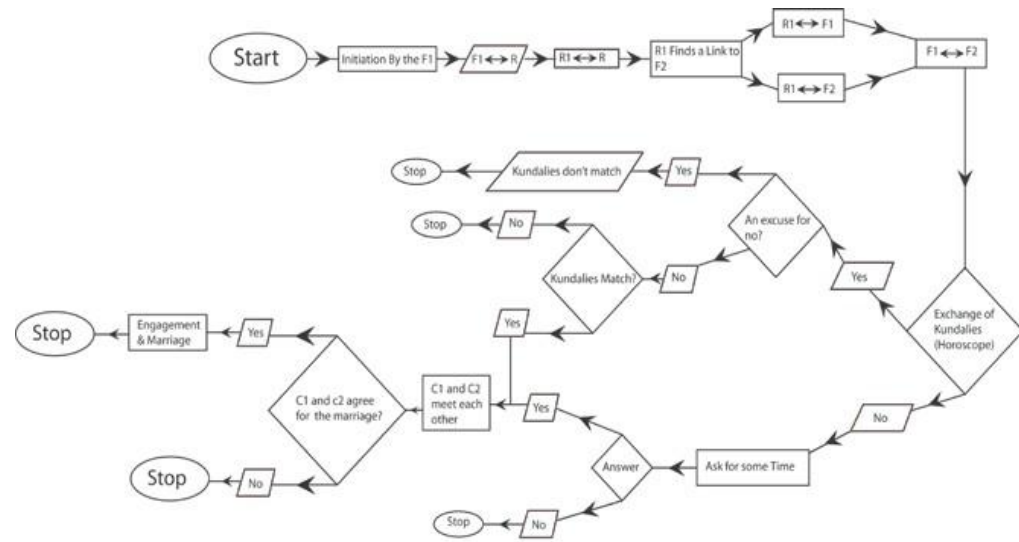 Start
Initiation By the F1
F1↔R
R1↔R
R1 Finds a Link to
F2
R1↔F1
R1↔F2
F1↔F2
Stop
Kundalies don't match
Yes
An excuse for
no?
Stop
No
Kundalies Match?
No
Yes
Exchange of
Kundalies
(Horoscope)
Stop
Engagement
& Marriage
Yes
Yes
C1 and c2 agree
for the marriage?
C1 and C2
meet each
other
Yes
No
Stop
No
Answer
Ask for some Time
Stop
No